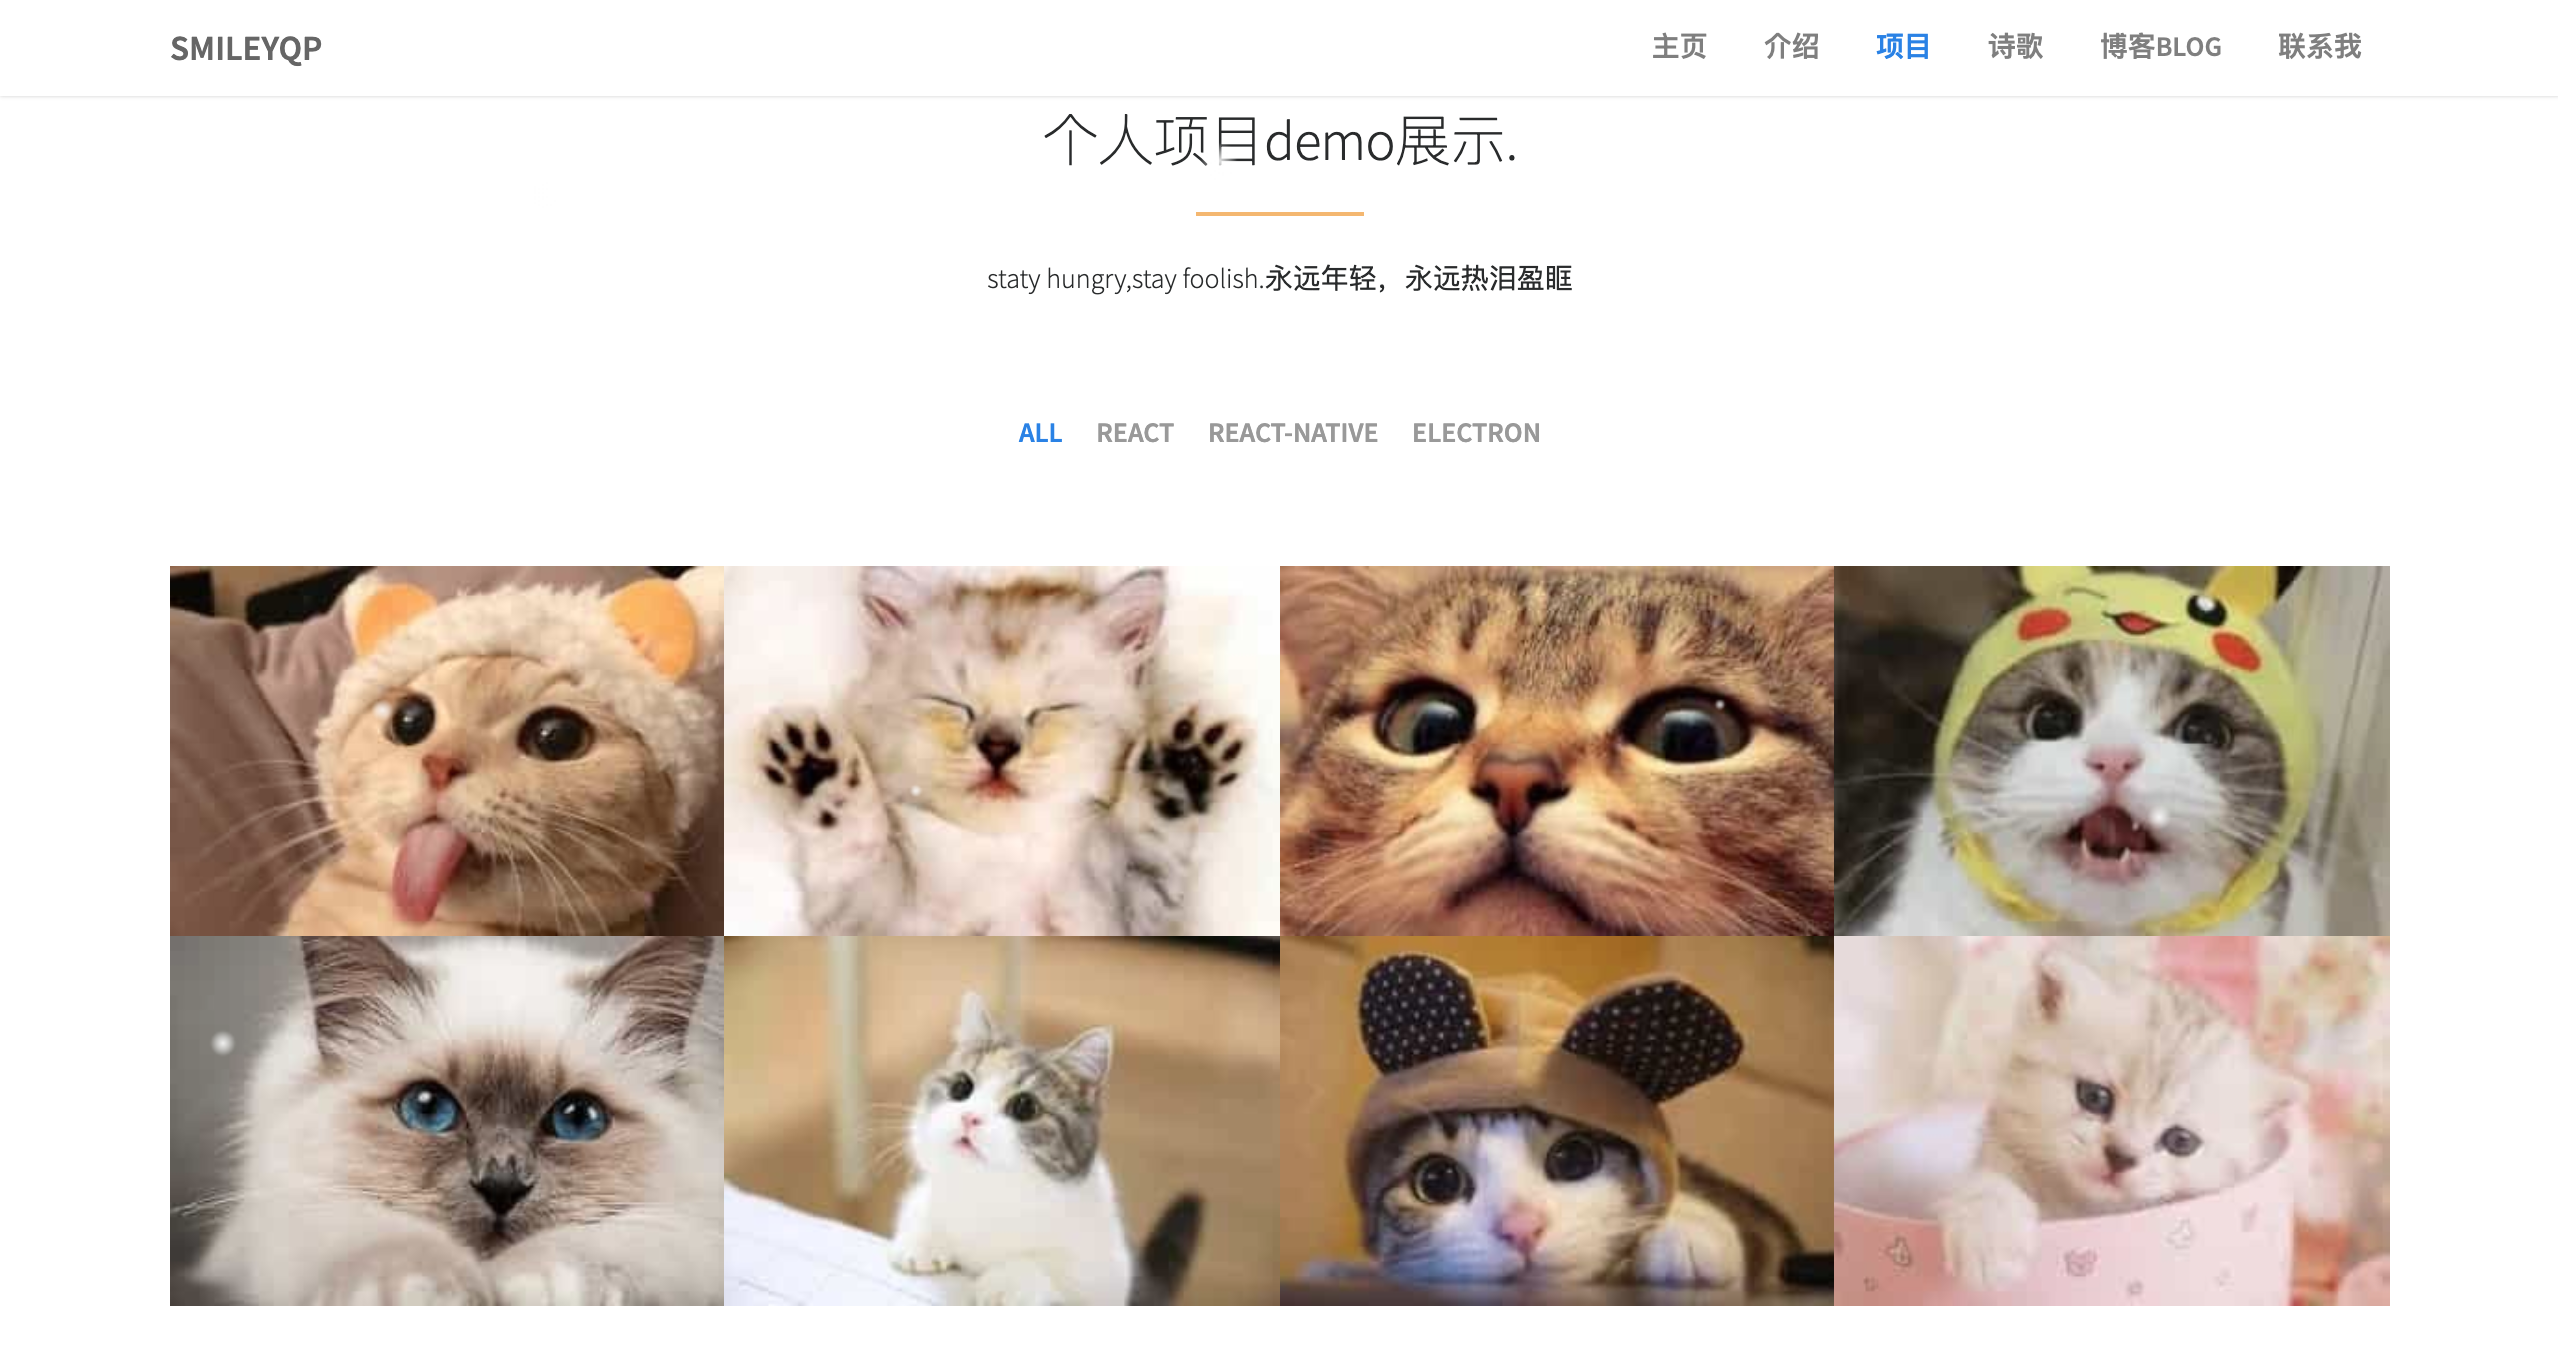 SMILEYQP 主页 介绍 项目 诗歌 博客BLOG 联系我
个人项目demo展示.
staty hungry,stay foolish.永远年轻，永远热泪盈眶
ALL REACT REACT-NATIVE ELECTRON